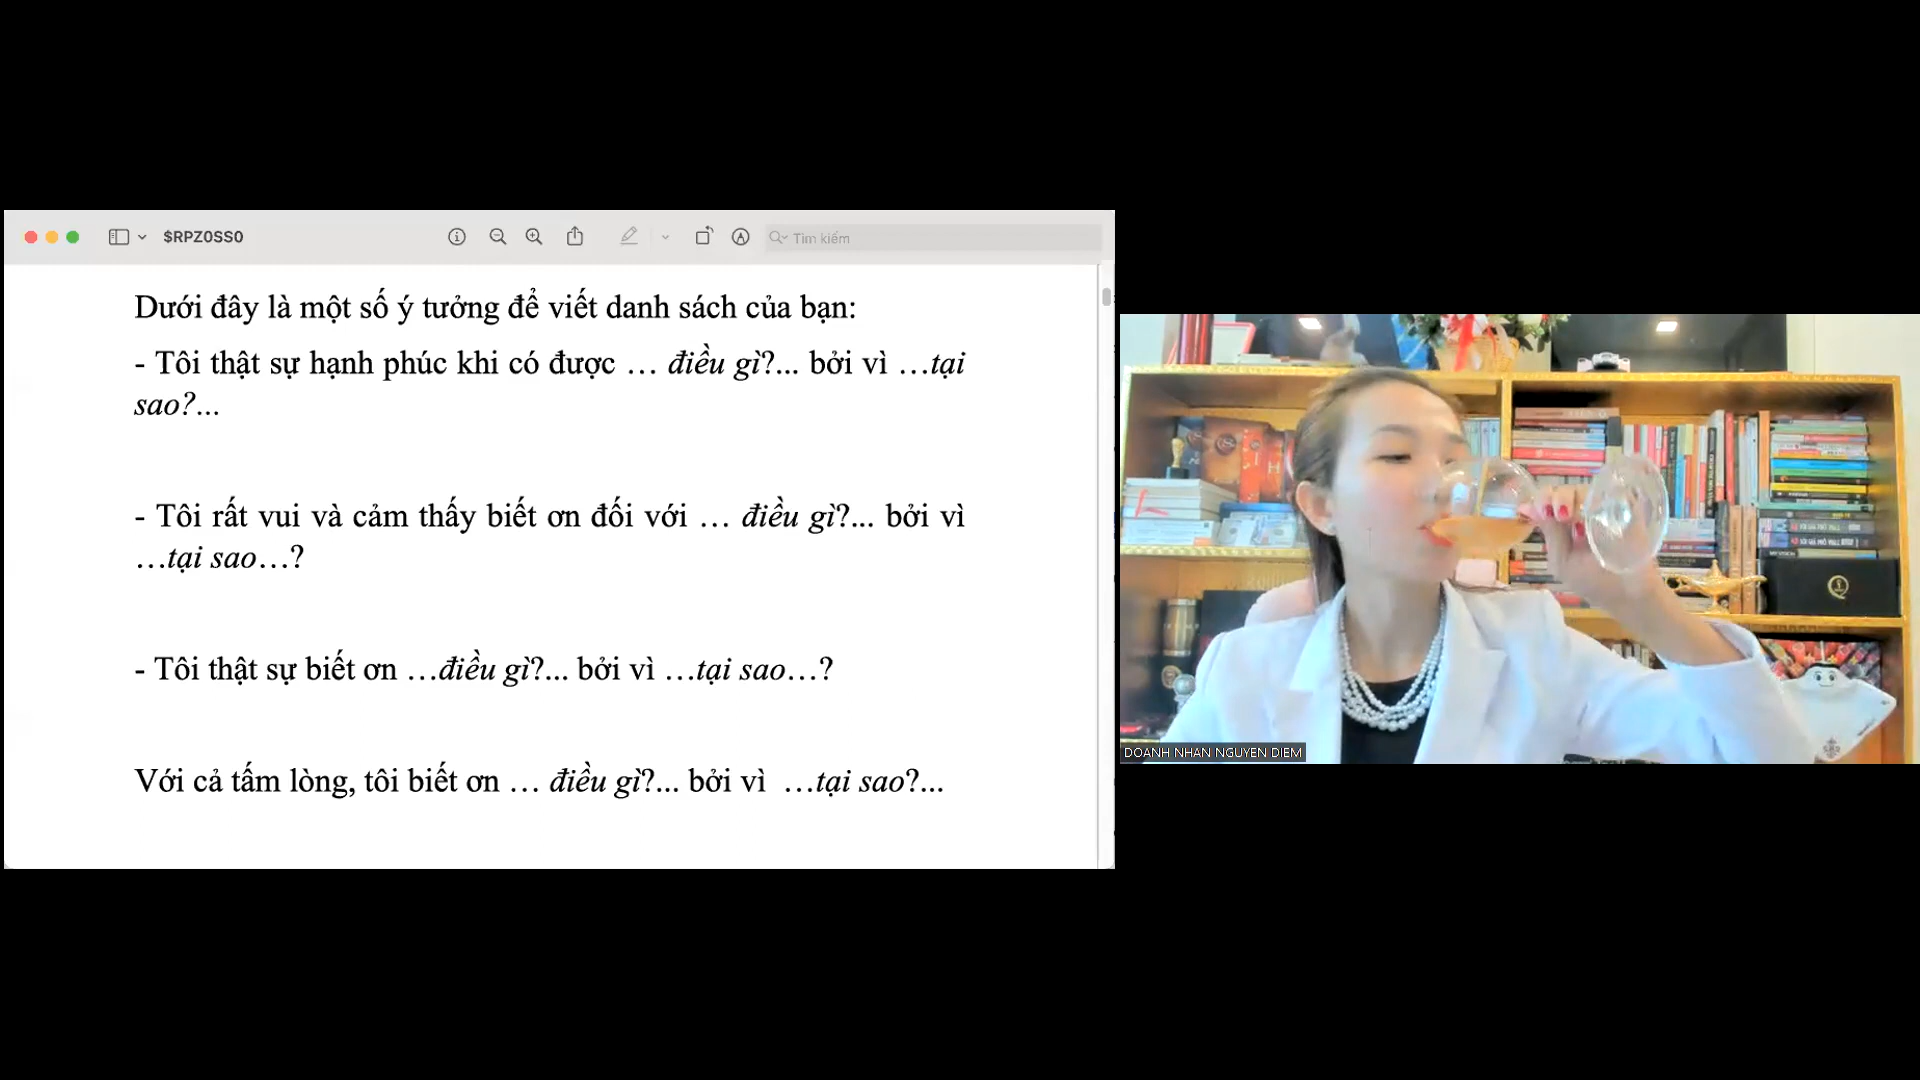 $RPZ0SS0
Tìm kiếm
Dưới đây là một số ý tưởng để viết danh sách của bạn:
- Tôi thật sự hạnh phúc khi có được … điều gì?... bởi vì …tại
sao?...
- Tôi rất vui và cảm thấy biết ơn đối với … điều gì?... bởi vì
…tại sao…?
- Tôi thật sự biết ơn …điều gì?... bởi vì …tại sao…?
Với cả tấm lòng, tôi biết ơn … điều gì?... bởi vì …tại sao?...
DOANH NHAN NGUYEN DIEM